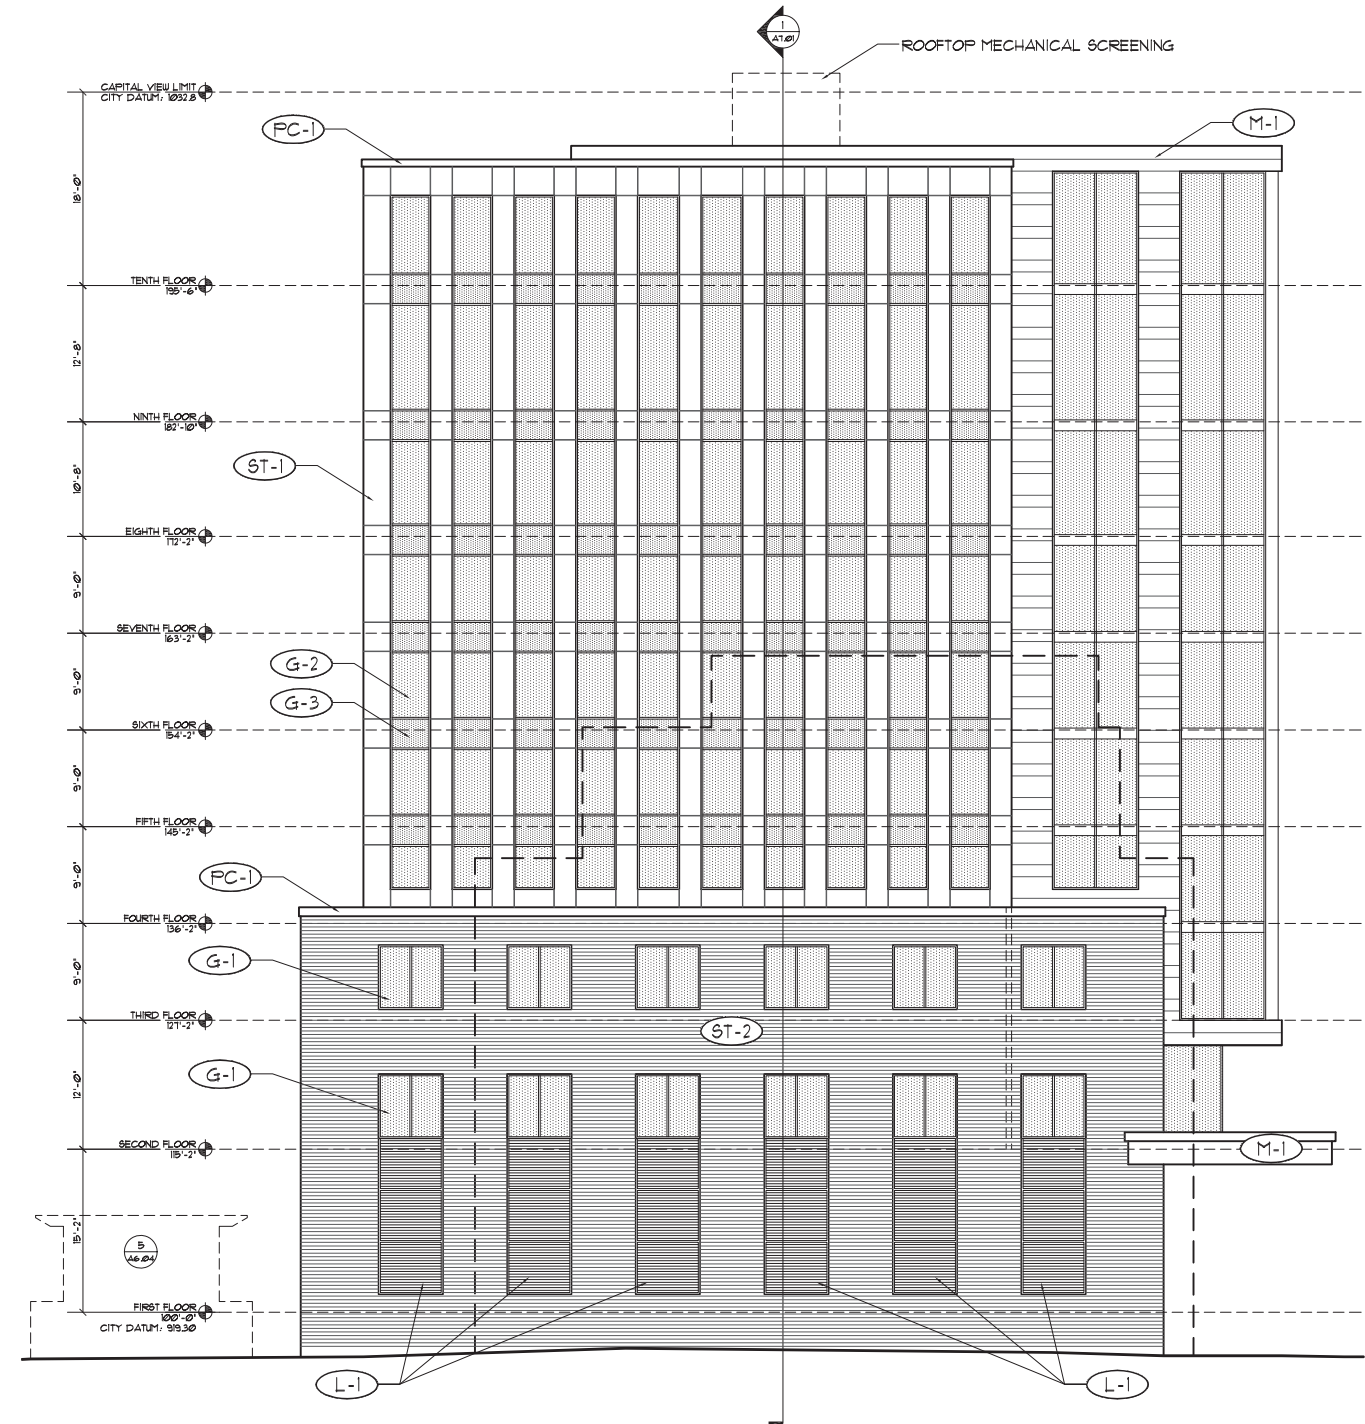 1
A7.01
ROOFTOP MECHANICAL SCREENING
CAPITAL VIEW LIMIT
CITY DATUM: 1032.8
PC-1
M-1
18'-0"
TENTH FLOOR
195'-6"
12'-8"
NINTH FLOOR
182'-10"
ST-1
10'-8"
EIGHTH FLOOR
172'-2"
9'-0"
SEVENTH FLOOR
163'-2"
G-2
9'-0"
G-3
SIXTH FLOOR
154'-2"
9'-0"
FIFTH FLOOR
145'-2"
9'-0"
PC-1
FOURTH FLOOR
136'-2"
G-1
9'-0"
THIRD FLOOR
127'-2"
ST-2
G-1
12'-0"
SECOND FLOOR
115'-2"
M-1
15'-2"
5
A6.04
FIRST FLOOR
100'-0"
CITY DATUM: 919.30
L-1
L-1